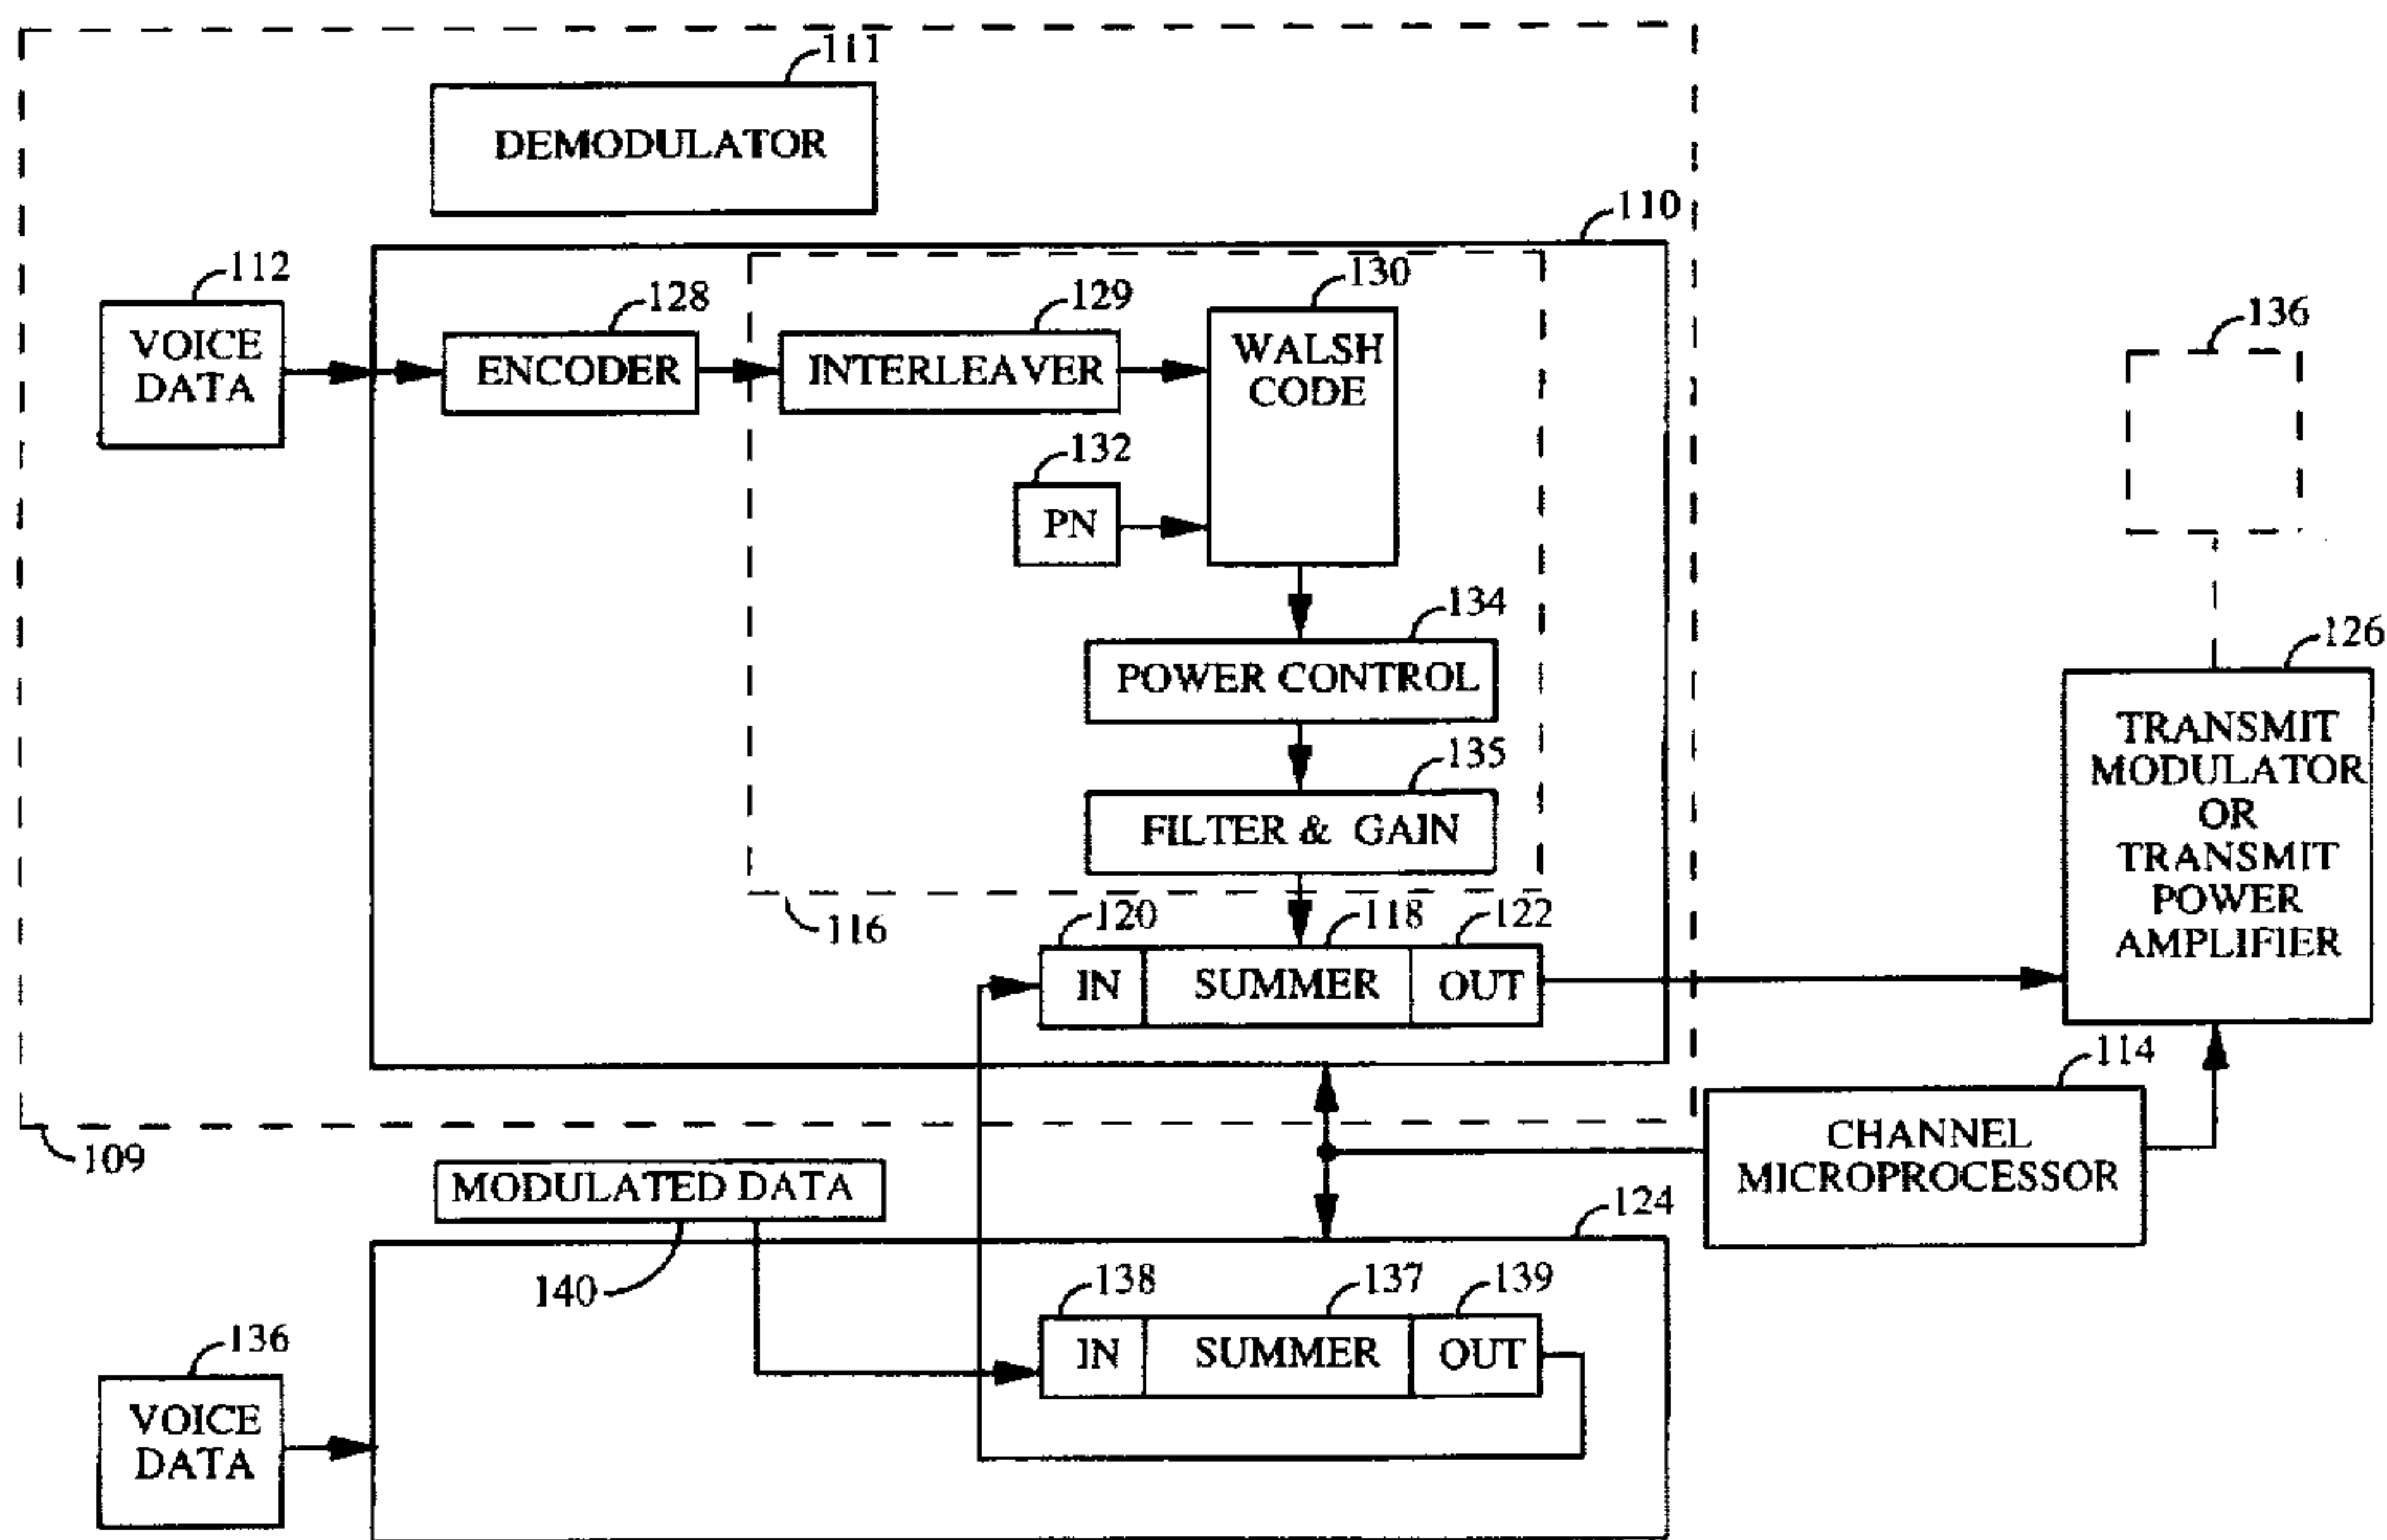 111
DEMODULATOR
110
112
VOICE
DATA
128
ENCODER
129
INTERLEAVER
130
WALSH
CODE
132
PN
134
POWER CONTROL
135
FILTER & GAIN
116
120
118
122
IN
SUMMER
OUT
136
126
TRANSMIT
MODULATOR
OR
TRANSMIT
POWER
AMPLIFIER
114
CHANNEL
MICROPROCESSOR
109
MODULATED DATA
140
124
138
137
139
IN
SUMMER
OUT
136
VOICE
DATA